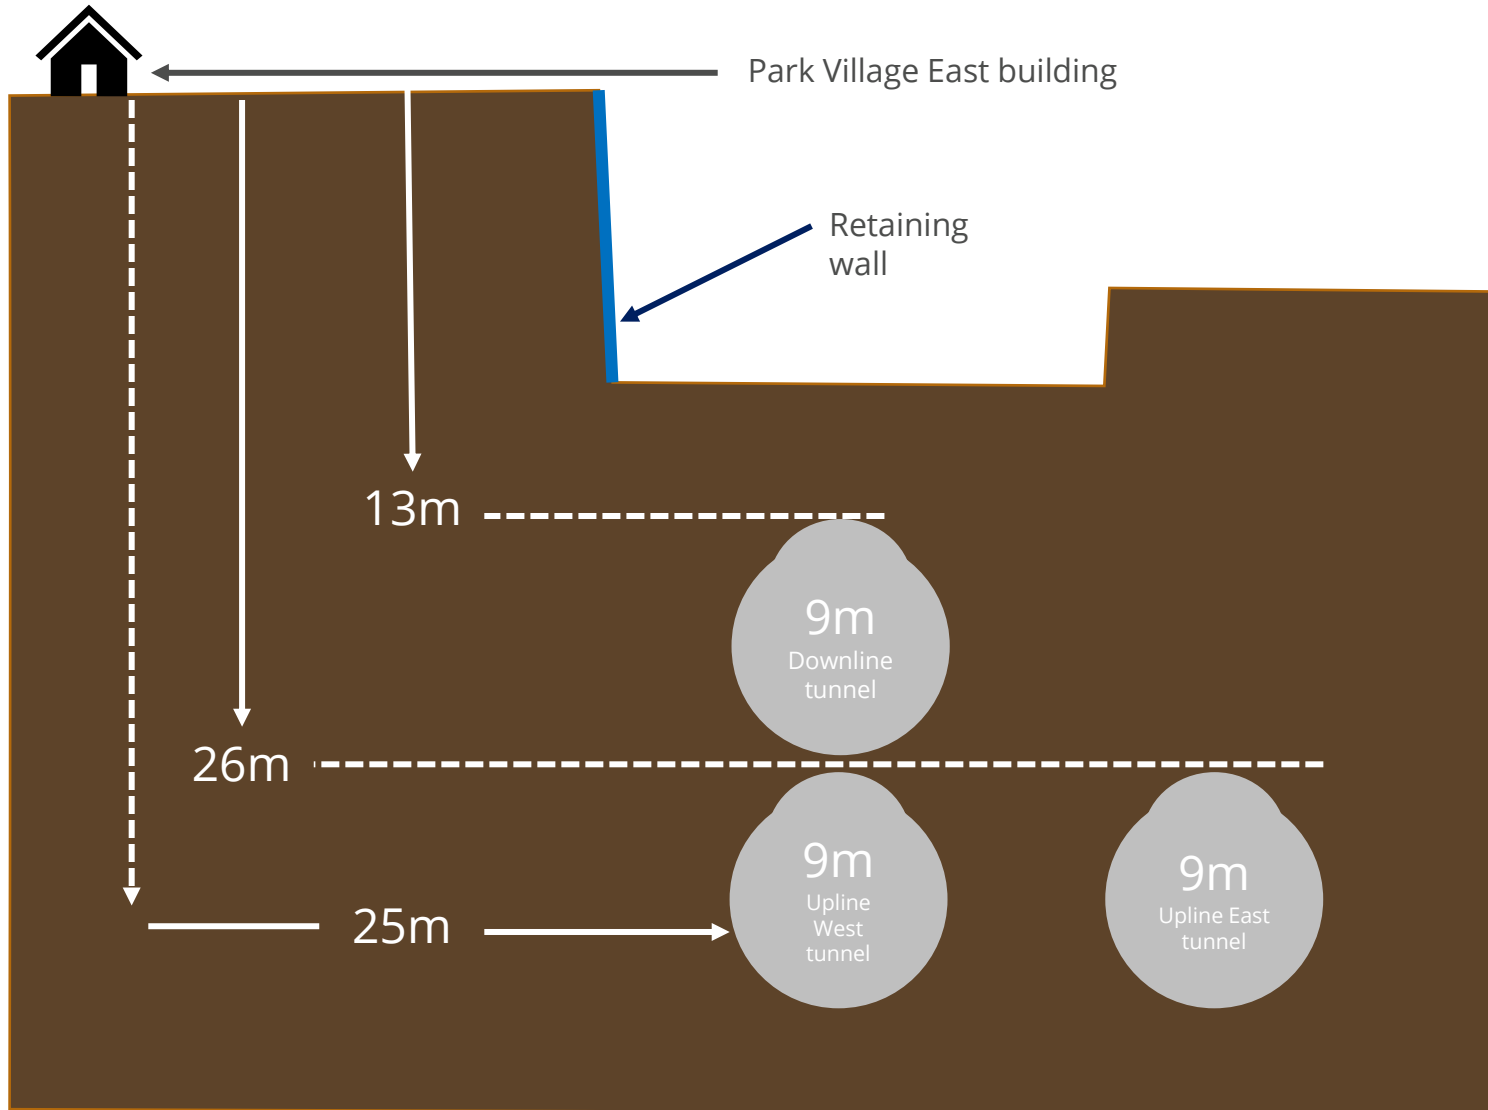 Park Village East building
Retaining
wall
13m
9m
Downline
tunnel
26m
9m
Upline
West
tunnel
9m
Upline East
tunnel
25m